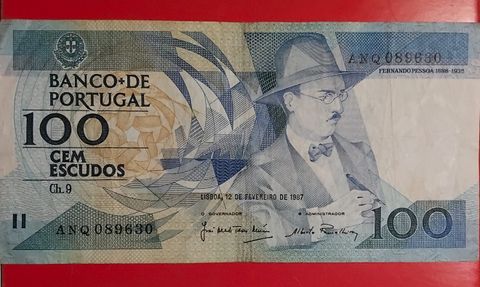 BANCO DE
PORTUGAL
100
CEM
ESCUDOS
Ch. 9
ANQ 089630
FERNANDO PESSOA 1888-1935
LISBOA, 12 DE FEVEREIRO DE 1987
O GOVERNADOR
O ADMINISTRADOR
11
ANQ 089630
100